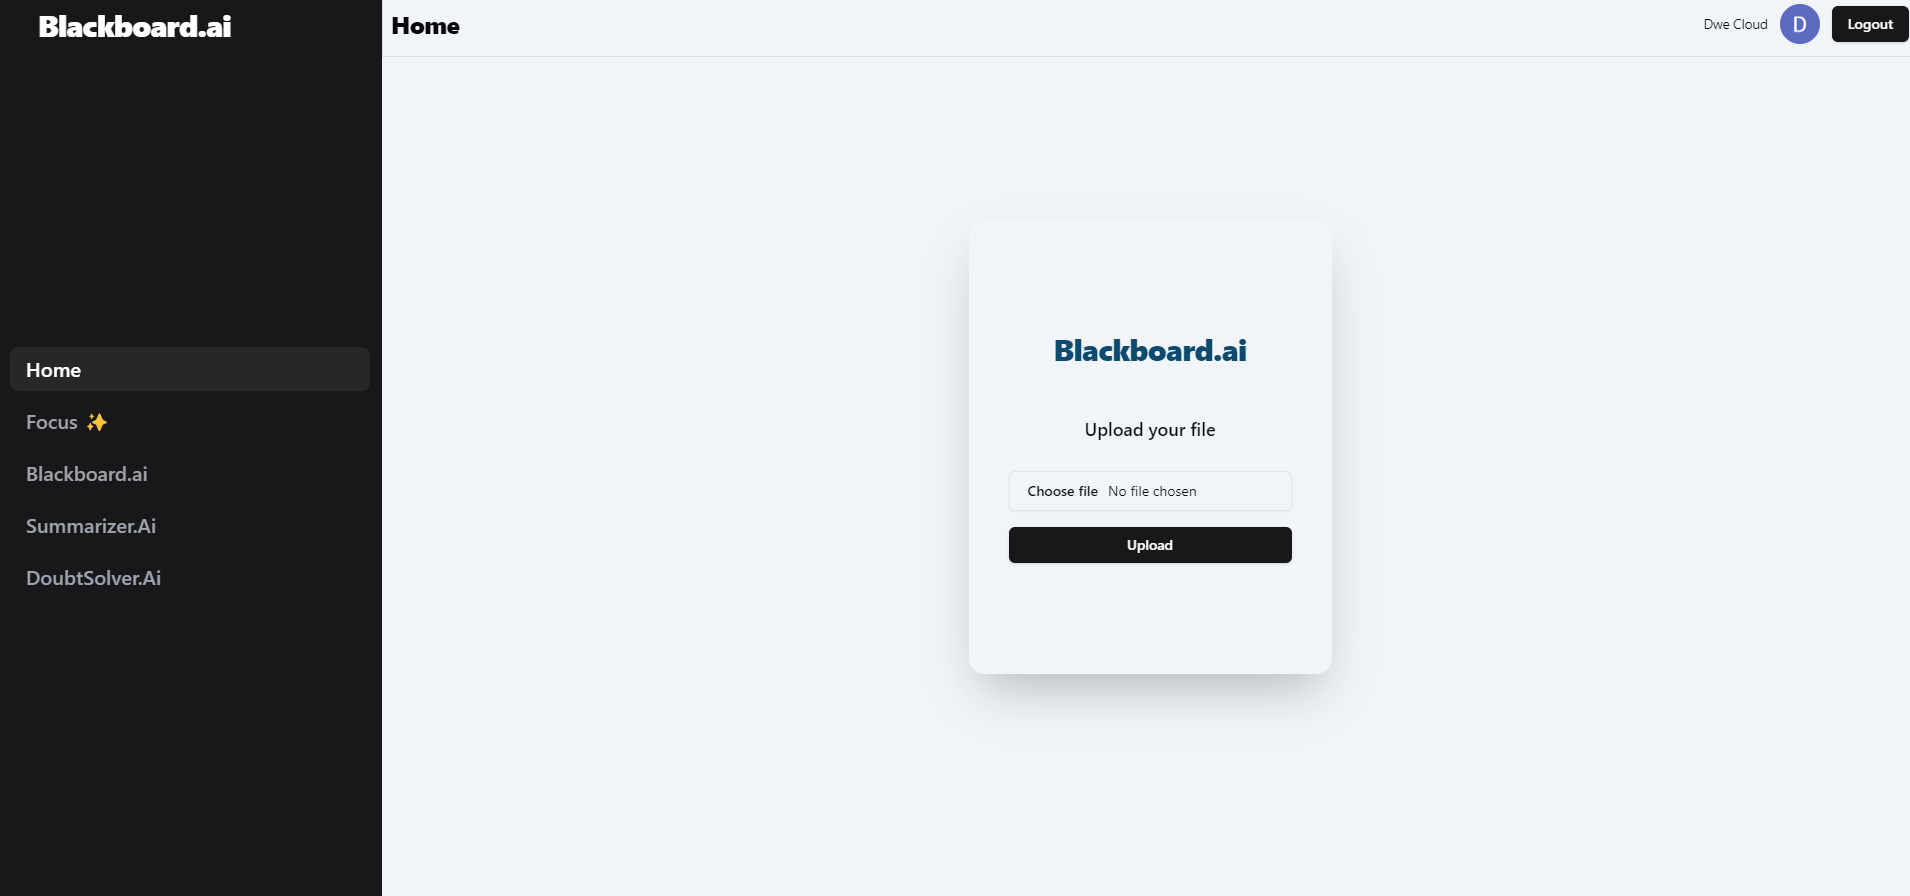 Blackboard.ai
Home
Focus ✨
Blackboard.ai
Summarizer.Ai
DoubtSolver.Ai
Home
Dwe Cloud
D
Logout
Blackboard.ai
Upload your file
Choose file No file chosen
Upload